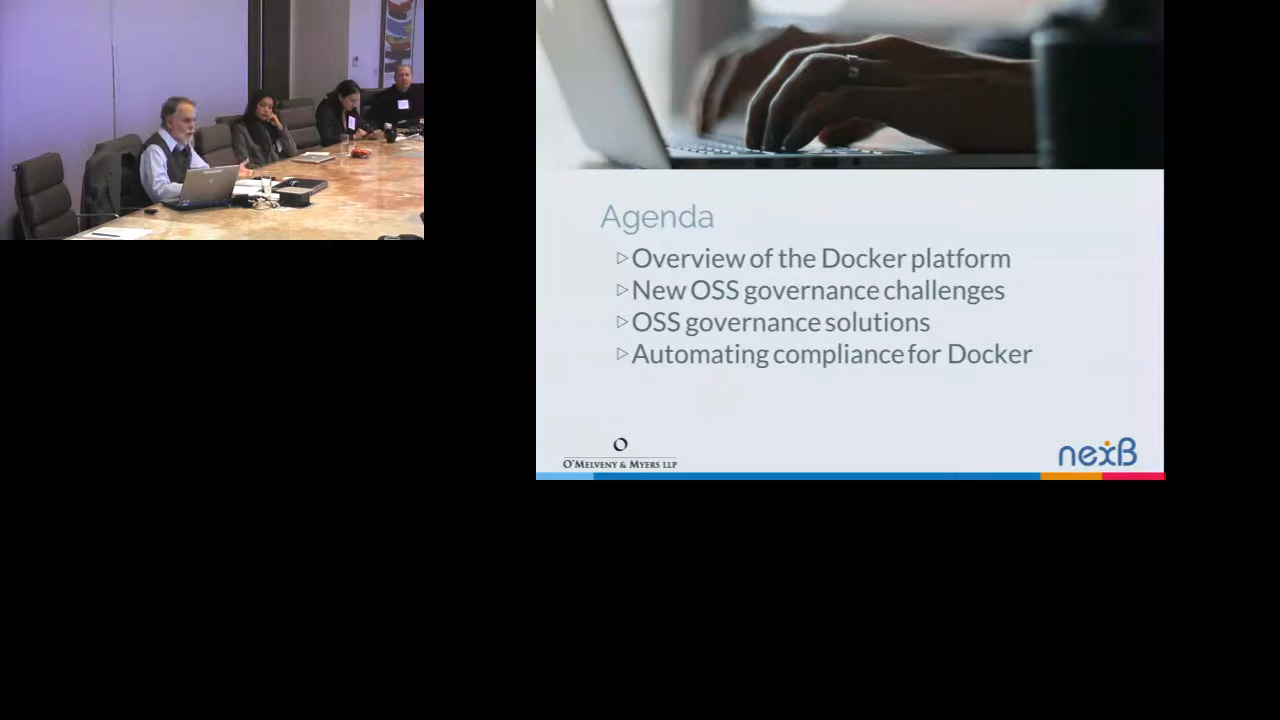 Agenda
Overview of the Docker platform
New OSS governance challenges
OSS governance solutions
Automating compliance for Docker
O'MELVENY & MYERS LLP
nexB